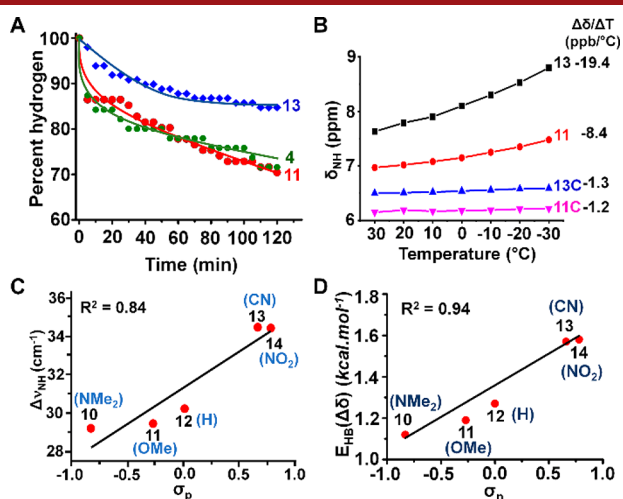 A
Percent hydrogen
100
90
80
70
60
0 20 40 60 80 100 120
Time (min)
13
4
11
B
Δδ/ΔT
(ppb/°C)
δNH (ppm)
9
8
7
6
13 -19.4
11 -8.4
13C -1.3
11C -1.2
30 20 10 0 -10 -20 -30
Temperature (°C)
C
R² = 0.84
ΔνNH (cm⁻¹)
36
34
32
30
28
(CN)
13
14
(NO₂)
(NMe₂)
10
12 (H)
11
(OMe)
-1.0 -0.5 0.0 0.5 1.0
σp
D
R² = 0.94
EHB(Δδ) (kcal.mol⁻¹)
1.8
1.6
1.4
1.2
1.0
(CN)
13
14
(NO₂)
(NMe₂)
10
12 (H)
11
(OMe)
-1.0 -0.5 0.0 0.5 1.0
σp